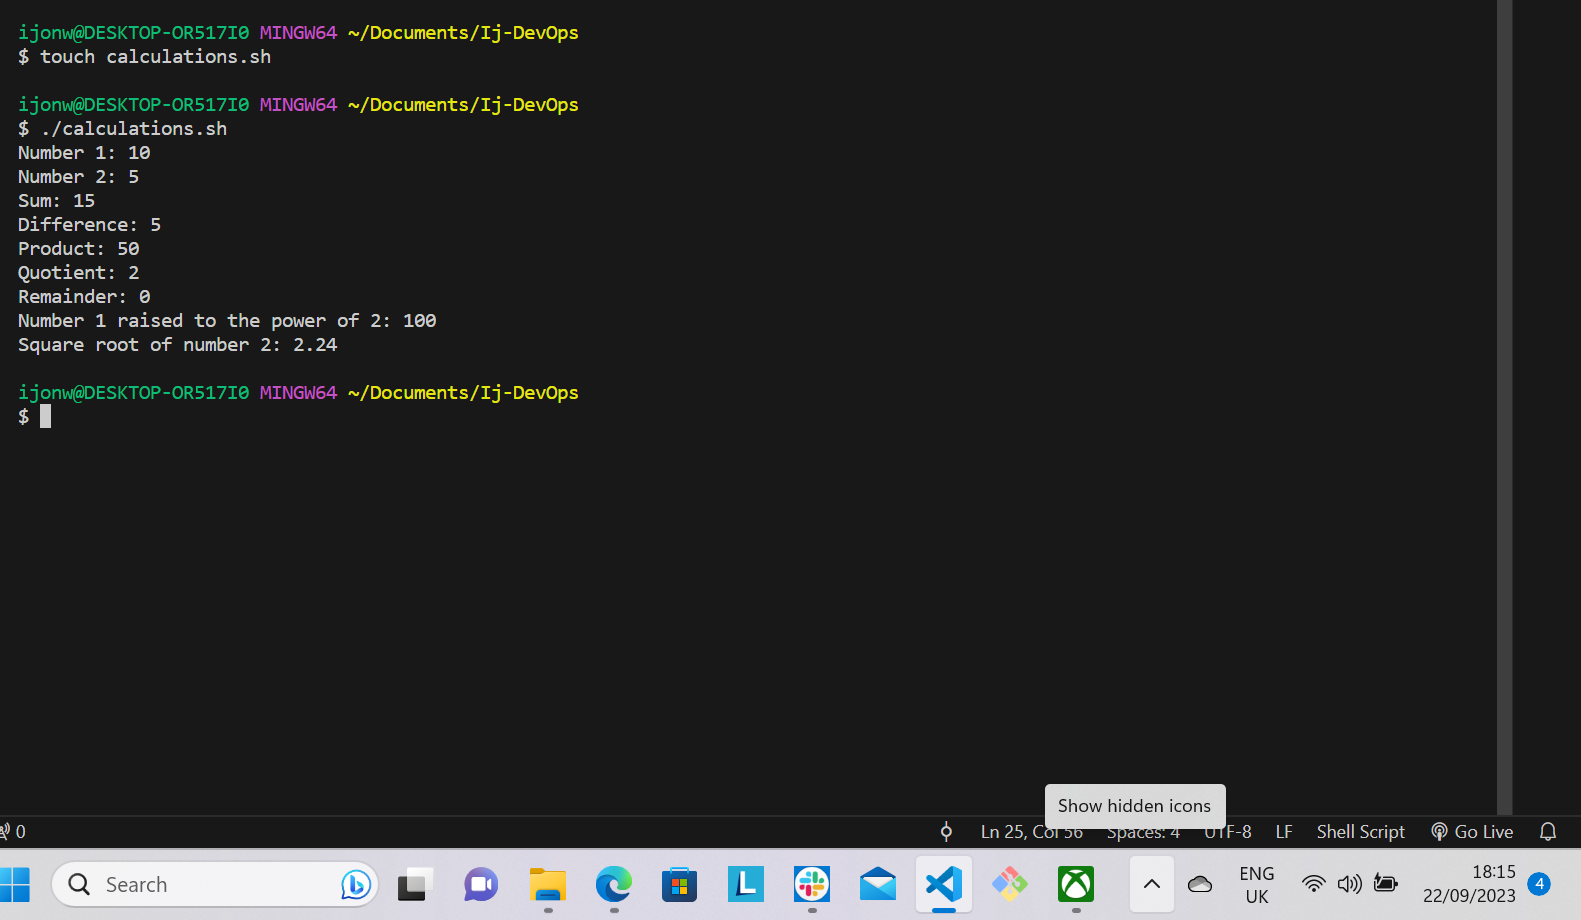 ijonw@DESKTOP-OR517I0 MINGW64 ~/Documents/Ij-DevOps
$ touch calculations.sh
ijonw@DESKTOP-OR517I0 MINGW64 ~/Documents/Ij-DevOps
$ ./calculations.sh
Number 1: 10
Number 2: 5
Sum: 15
Difference: 5
Product: 50
Quotient: 2
Remainder: 0
Number 1 raised to the power of 2: 100
Square root of number 2: 2.24
ijonw@DESKTOP-OR517I0 MINGW64 ~/Documents/Ij-DevOps
$
Show hidden icons
0 Ln 25, Col 56 Spaces: 4 UTF-8 LF Shell Script Go Live
Search
L
ENG
UK
18:15
22/09/2023
4